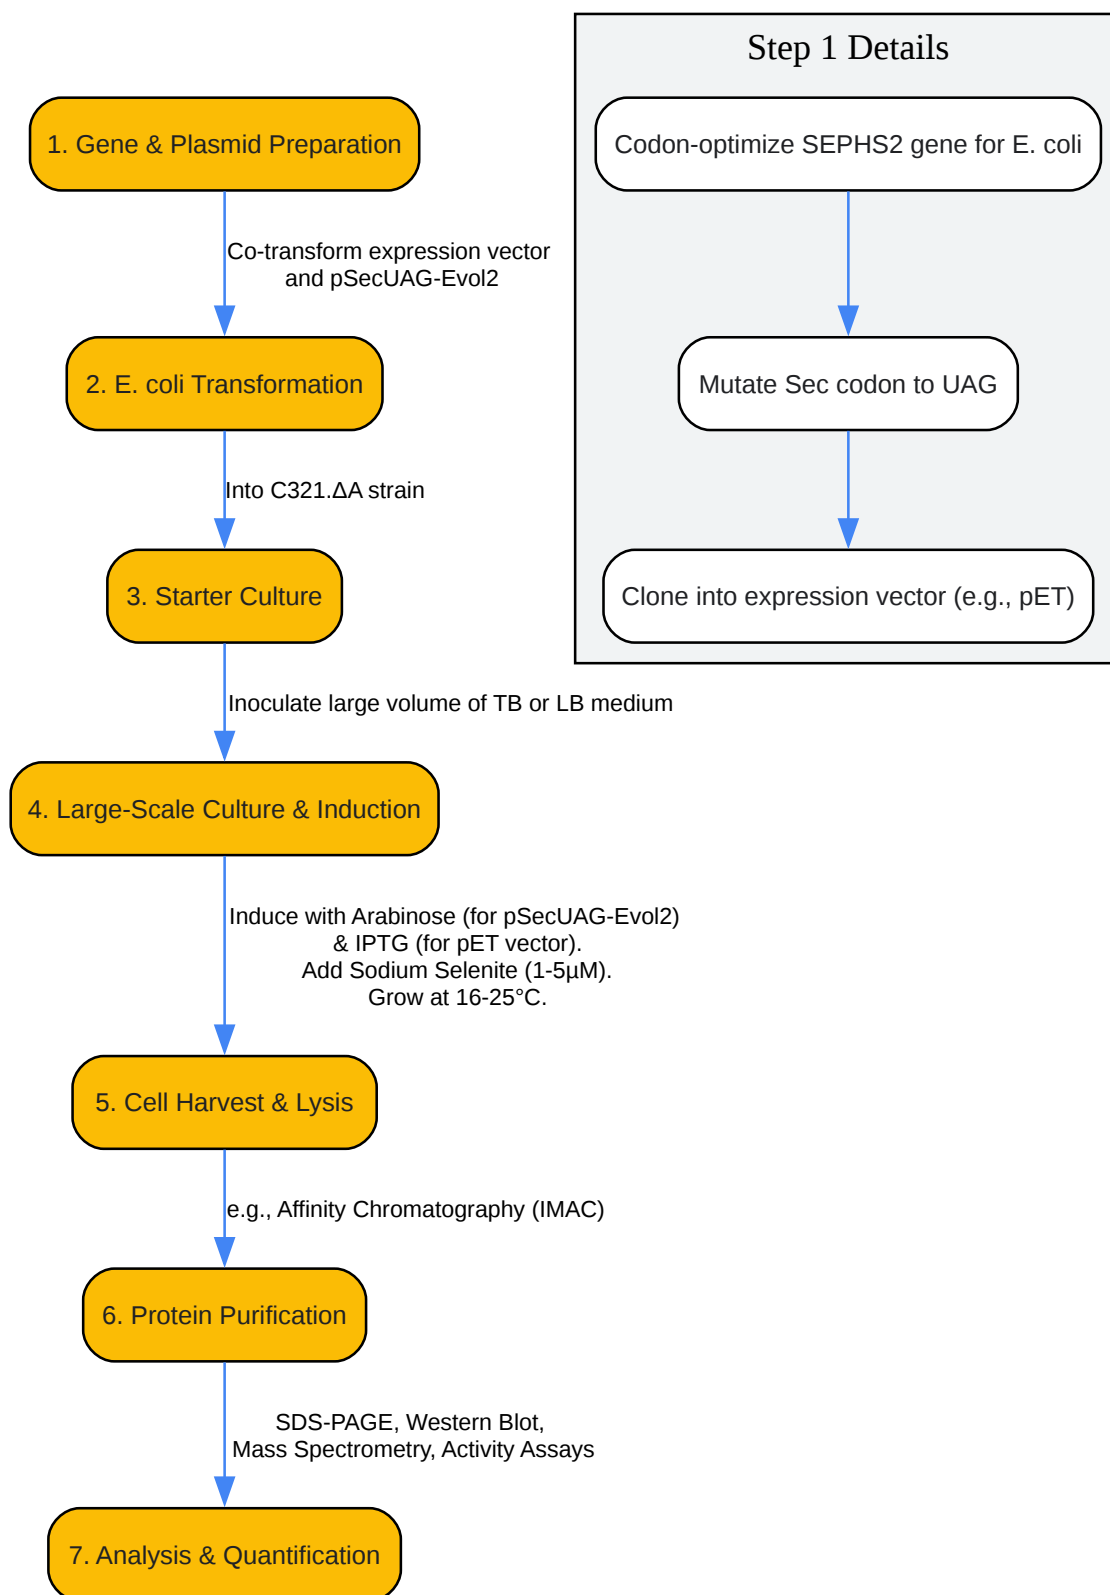 1. Gene & Plasmid Preparation
Co-transform expression vector
and pSecUAG-Evol2
2. E. coli Transformation
Into C321.ΔA strain
3. Starter Culture
Inoculate large volume of TB or LB medium
4. Large-Scale Culture & Induction
Induce with Arabinose (for pSecUAG-Evol2)
& IPTG (for pET vector).
Add Sodium Selenite (1-5µM).
Grow at 16-25°C.
5. Cell Harvest & Lysis
e.g., Affinity Chromatography (IMAC)
6. Protein Purification
SDS-PAGE, Western Blot,
Mass Spectrometry, Activity Assays
7. Analysis & Quantification
Step 1 Details
Codon-optimize SEPHS2 gene for E. coli
Mutate Sec codon to UAG
Clone into expression vector (e.g., pET)